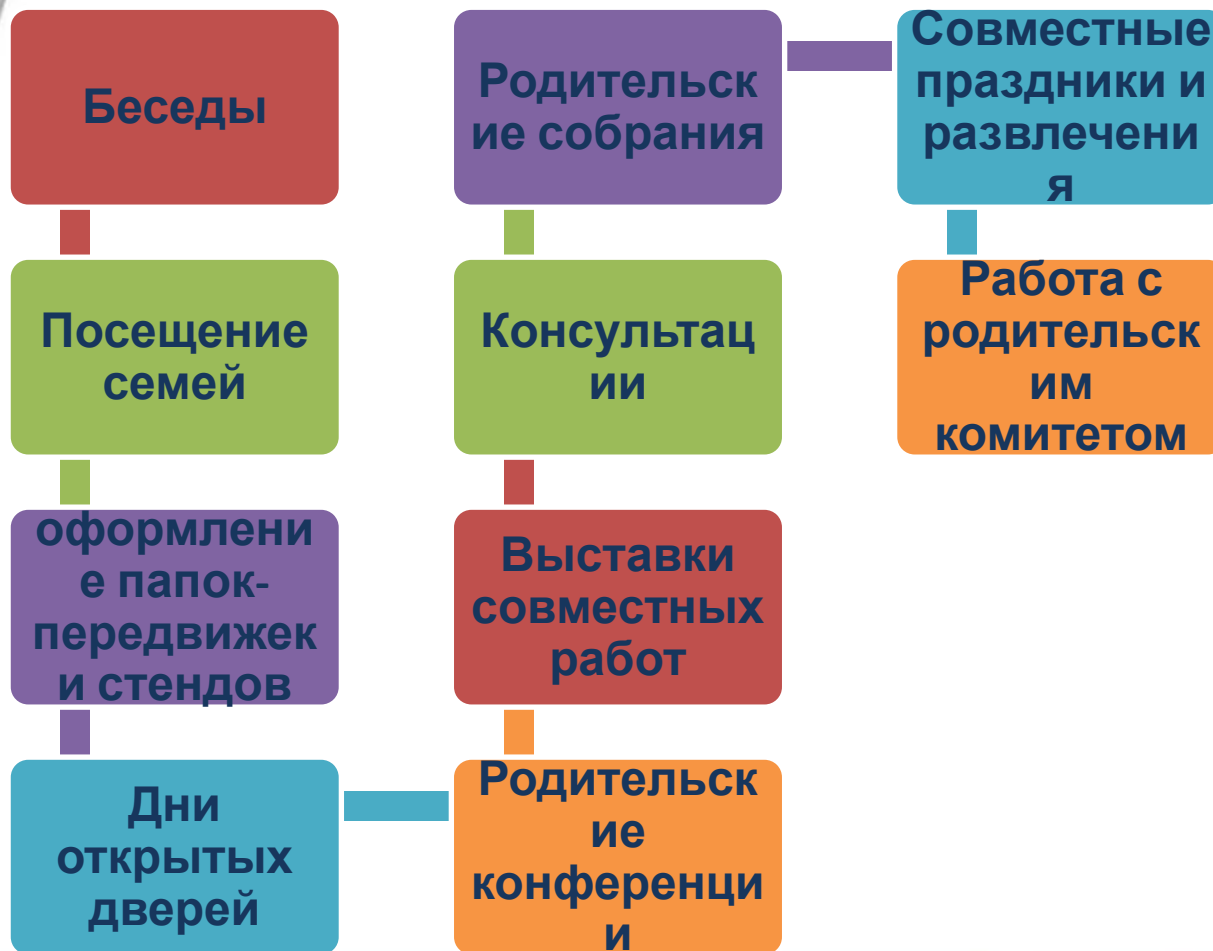 Беседы
Посещение
семей
оформлени
е папок-
передвижек
и стендов
Дни
открытых
дверей
Родительск
ие
конференци
и
Выставки
совместных
работ
Консультац
ии
Родительск
ие собрания
Совместные
праздники и
развлечени
я
Работа с
родительск
им
комитетом